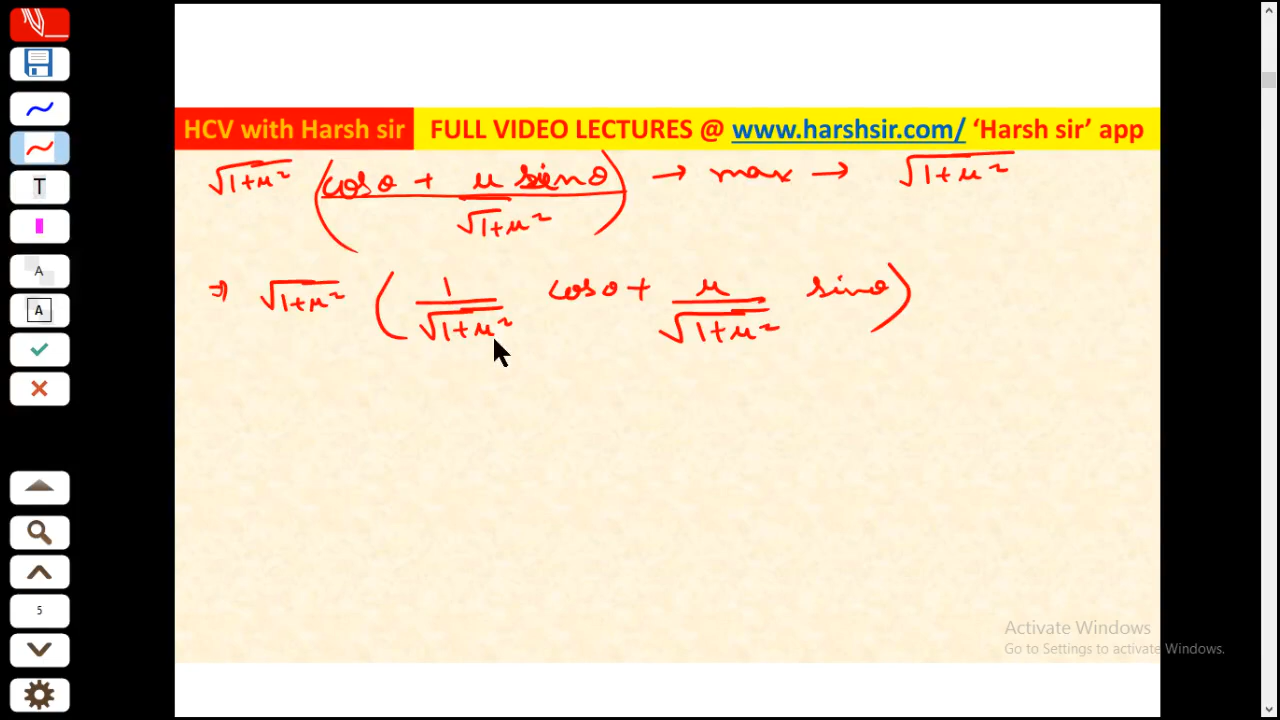 HCV with Harsh sir FULL VIDEO LECTURES @ www.harshsir.com/ 'Harsh sir' app
√(1+μ²) ((cosθ + μ sinθ)/√(1+μ²)) → max → √(1+μ²)
⇒ √(1+μ²) (1/√(1+μ²) cosθ + μ/√(1+μ²) sinθ)
T
A
A
5
Activate Windows
Go to Settings to activate Windows.